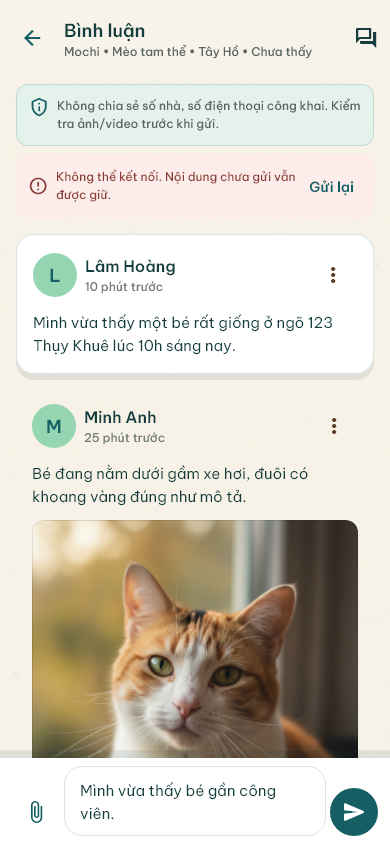 Bình luận
Mochi • Mèo tam thể • Tây Hồ • Chưa thấy
Không chia sẻ số nhà, số điện thoại công khai. Kiểm
tra ảnh/video trước khi gửi.
Không thể kết nối. Nội dung chưa gửi vẫn
được giữ.
Gửi lại
L
Lâm Hoàng
10 phút trước
Mình vừa thấy một bé rất giống ở ngõ 123
Thụy Khuê lúc 10h sáng nay.
M
Minh Anh
25 phút trước
Bé đang nằm dưới gầm xe hơi, đuôi có
khoang vàng đúng như mô tả.
Mình vừa thấy bé gần công
viên.